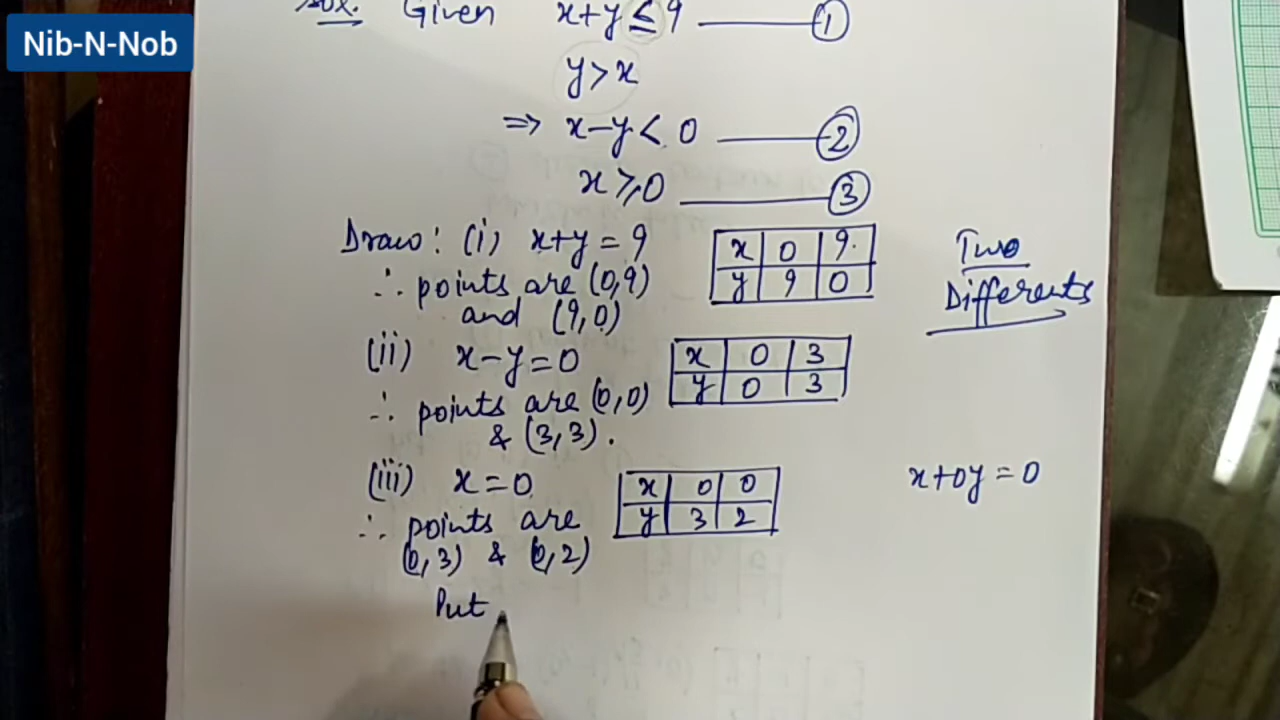 Nib-N-Nob
Given x+y ≤ 9 ——— ①
y > x
⇒ x-y < 0 ——— ②
x ≥ 0 ——— ③
Draw: (i) x+y = 9
x | 0 | 9.
y | 9 | 0
∴ points are (0,9)
and (9,0)
Two
Differents
(ii) x-y=0
x | 0 | 3
y | 0 | 3
∴ points are (0,0)
& (3,3).
(iii) x=0
x | 0 | 0
y | 3 | 2
x+0y=0
∴ points are
(0,3) & (0,2)
Put